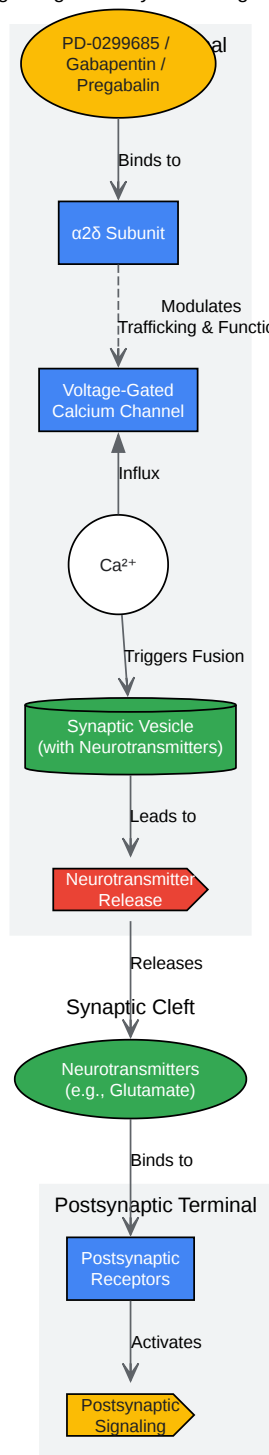 PD-0299685 /
Gabapentin /
Pregabalin
Binds to
α2δ Subunit
Modulates
Trafficking & Functio
Voltage-Gated
Calcium Channel
Influx
Ca²⁺
Triggers Fusion
Synaptic Vesicle
(with Neurotransmitters)
Leads to
Neurotransmitter
Release
Releases
Synaptic Cleft
Neurotransmitters
(e.g., Glutamate)
Binds to
Postsynaptic Terminal
Postsynaptic
Receptors
Activates
Postsynaptic
Signaling